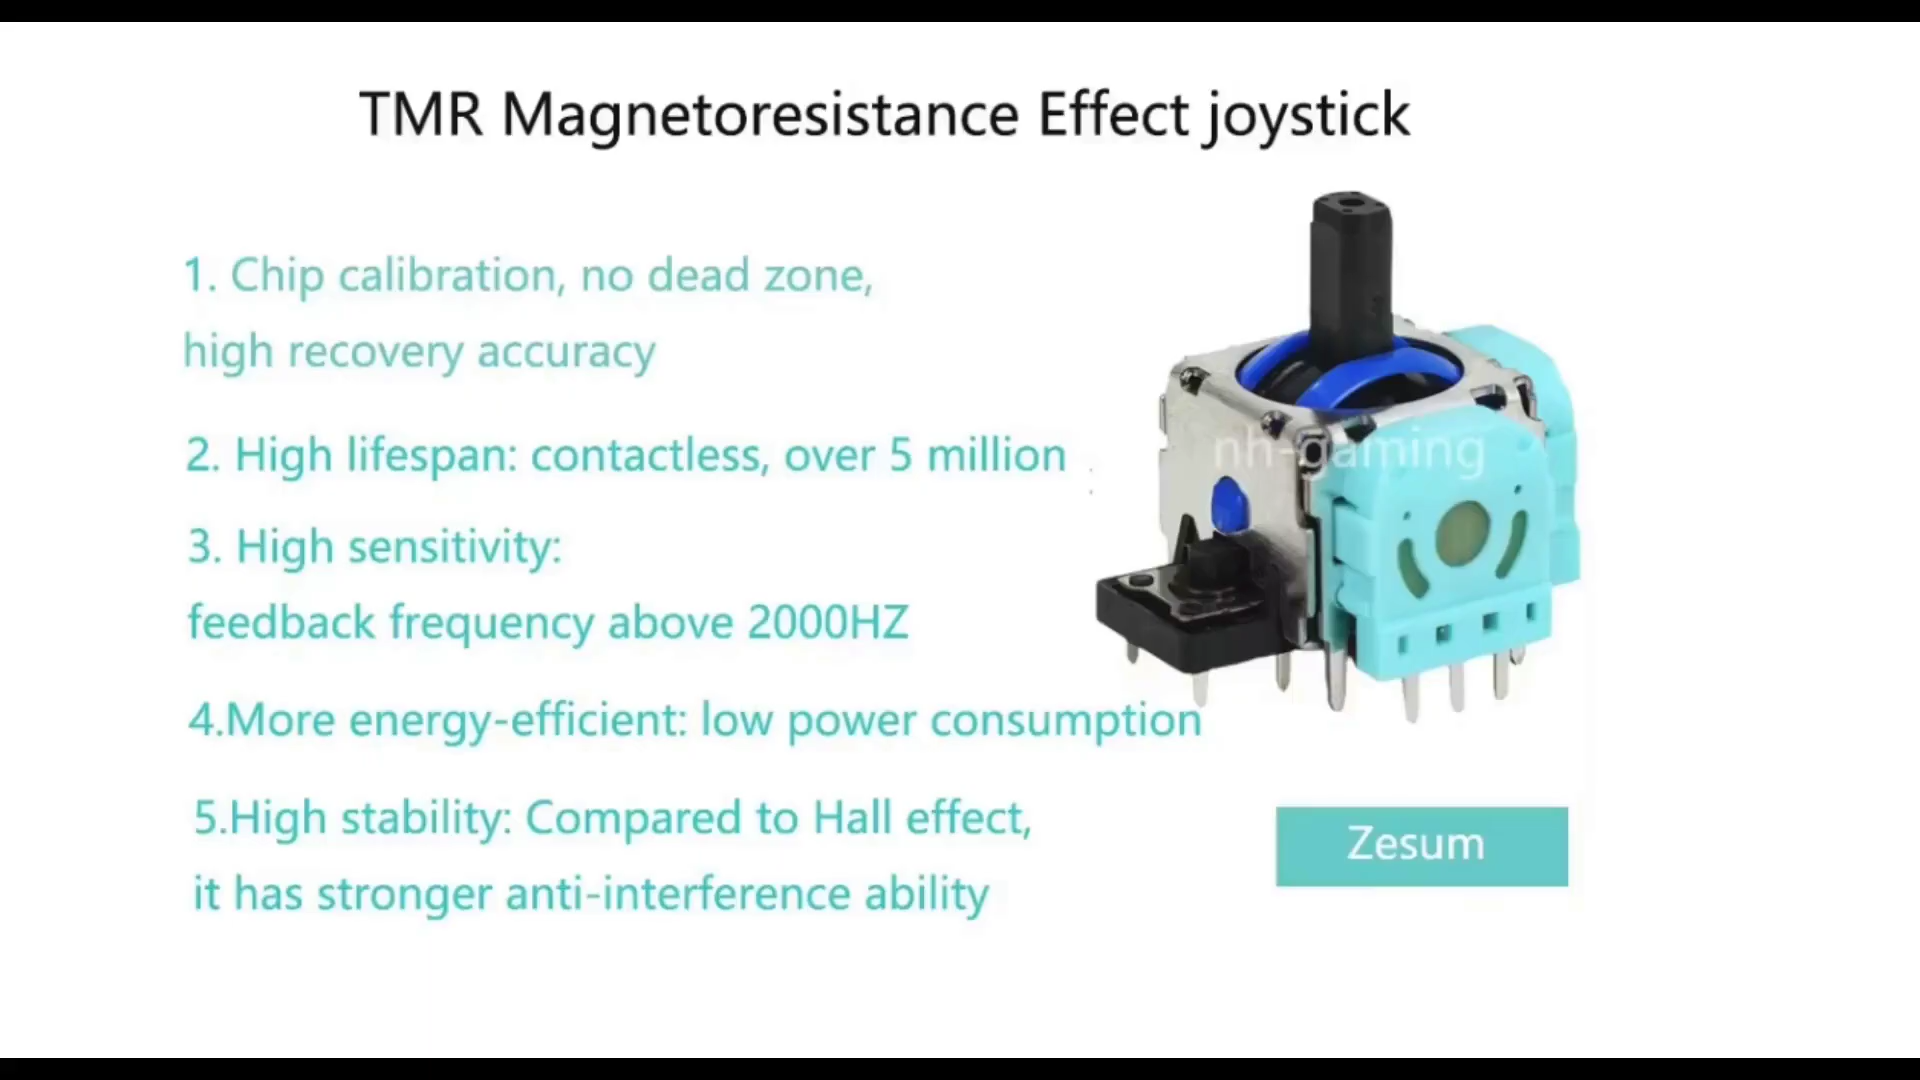 TMR Magnetoresistance Effect joystick
1. Chip calibration, no dead zone,
high recovery accuracy
2. High lifespan: contactless, over 5 million
3. High sensitivity:
feedback frequency above 2000HZ
4.More energy-efficient: low power consumption
5.High stability: Compared to Hall effect,
it has stronger anti-interference ability
nh-gaming
Zesum